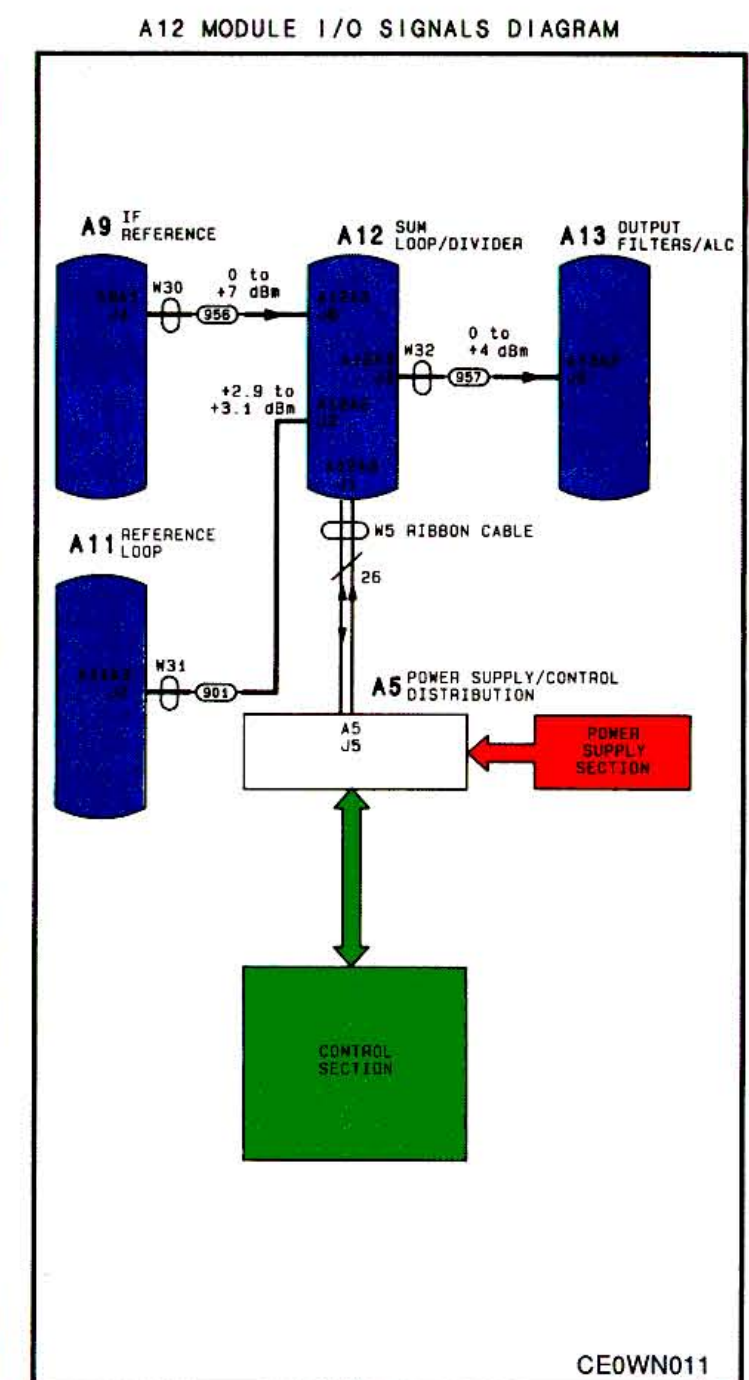 A12 MODULE I/O SIGNALS DIAGRAM
A9 IF
REFERENCE
A12 SUM
LOOP/DIVIDER
A13 OUTPUT
FILTERS/ALC
W30
0 to
+7 dBm
956
W32
0 to
+4 dBm
957
+2.9 to
+3.1 dBm
W5 RIBBON CABLE
26
A11 REFERENCE
LOOP
W31
901
A5 POWER SUPPLY/CONTROL
DISTRIBUTION
A5
J5
POWER
SUPPLY
SECTION
CONTROL
SECTION
CE0WN011